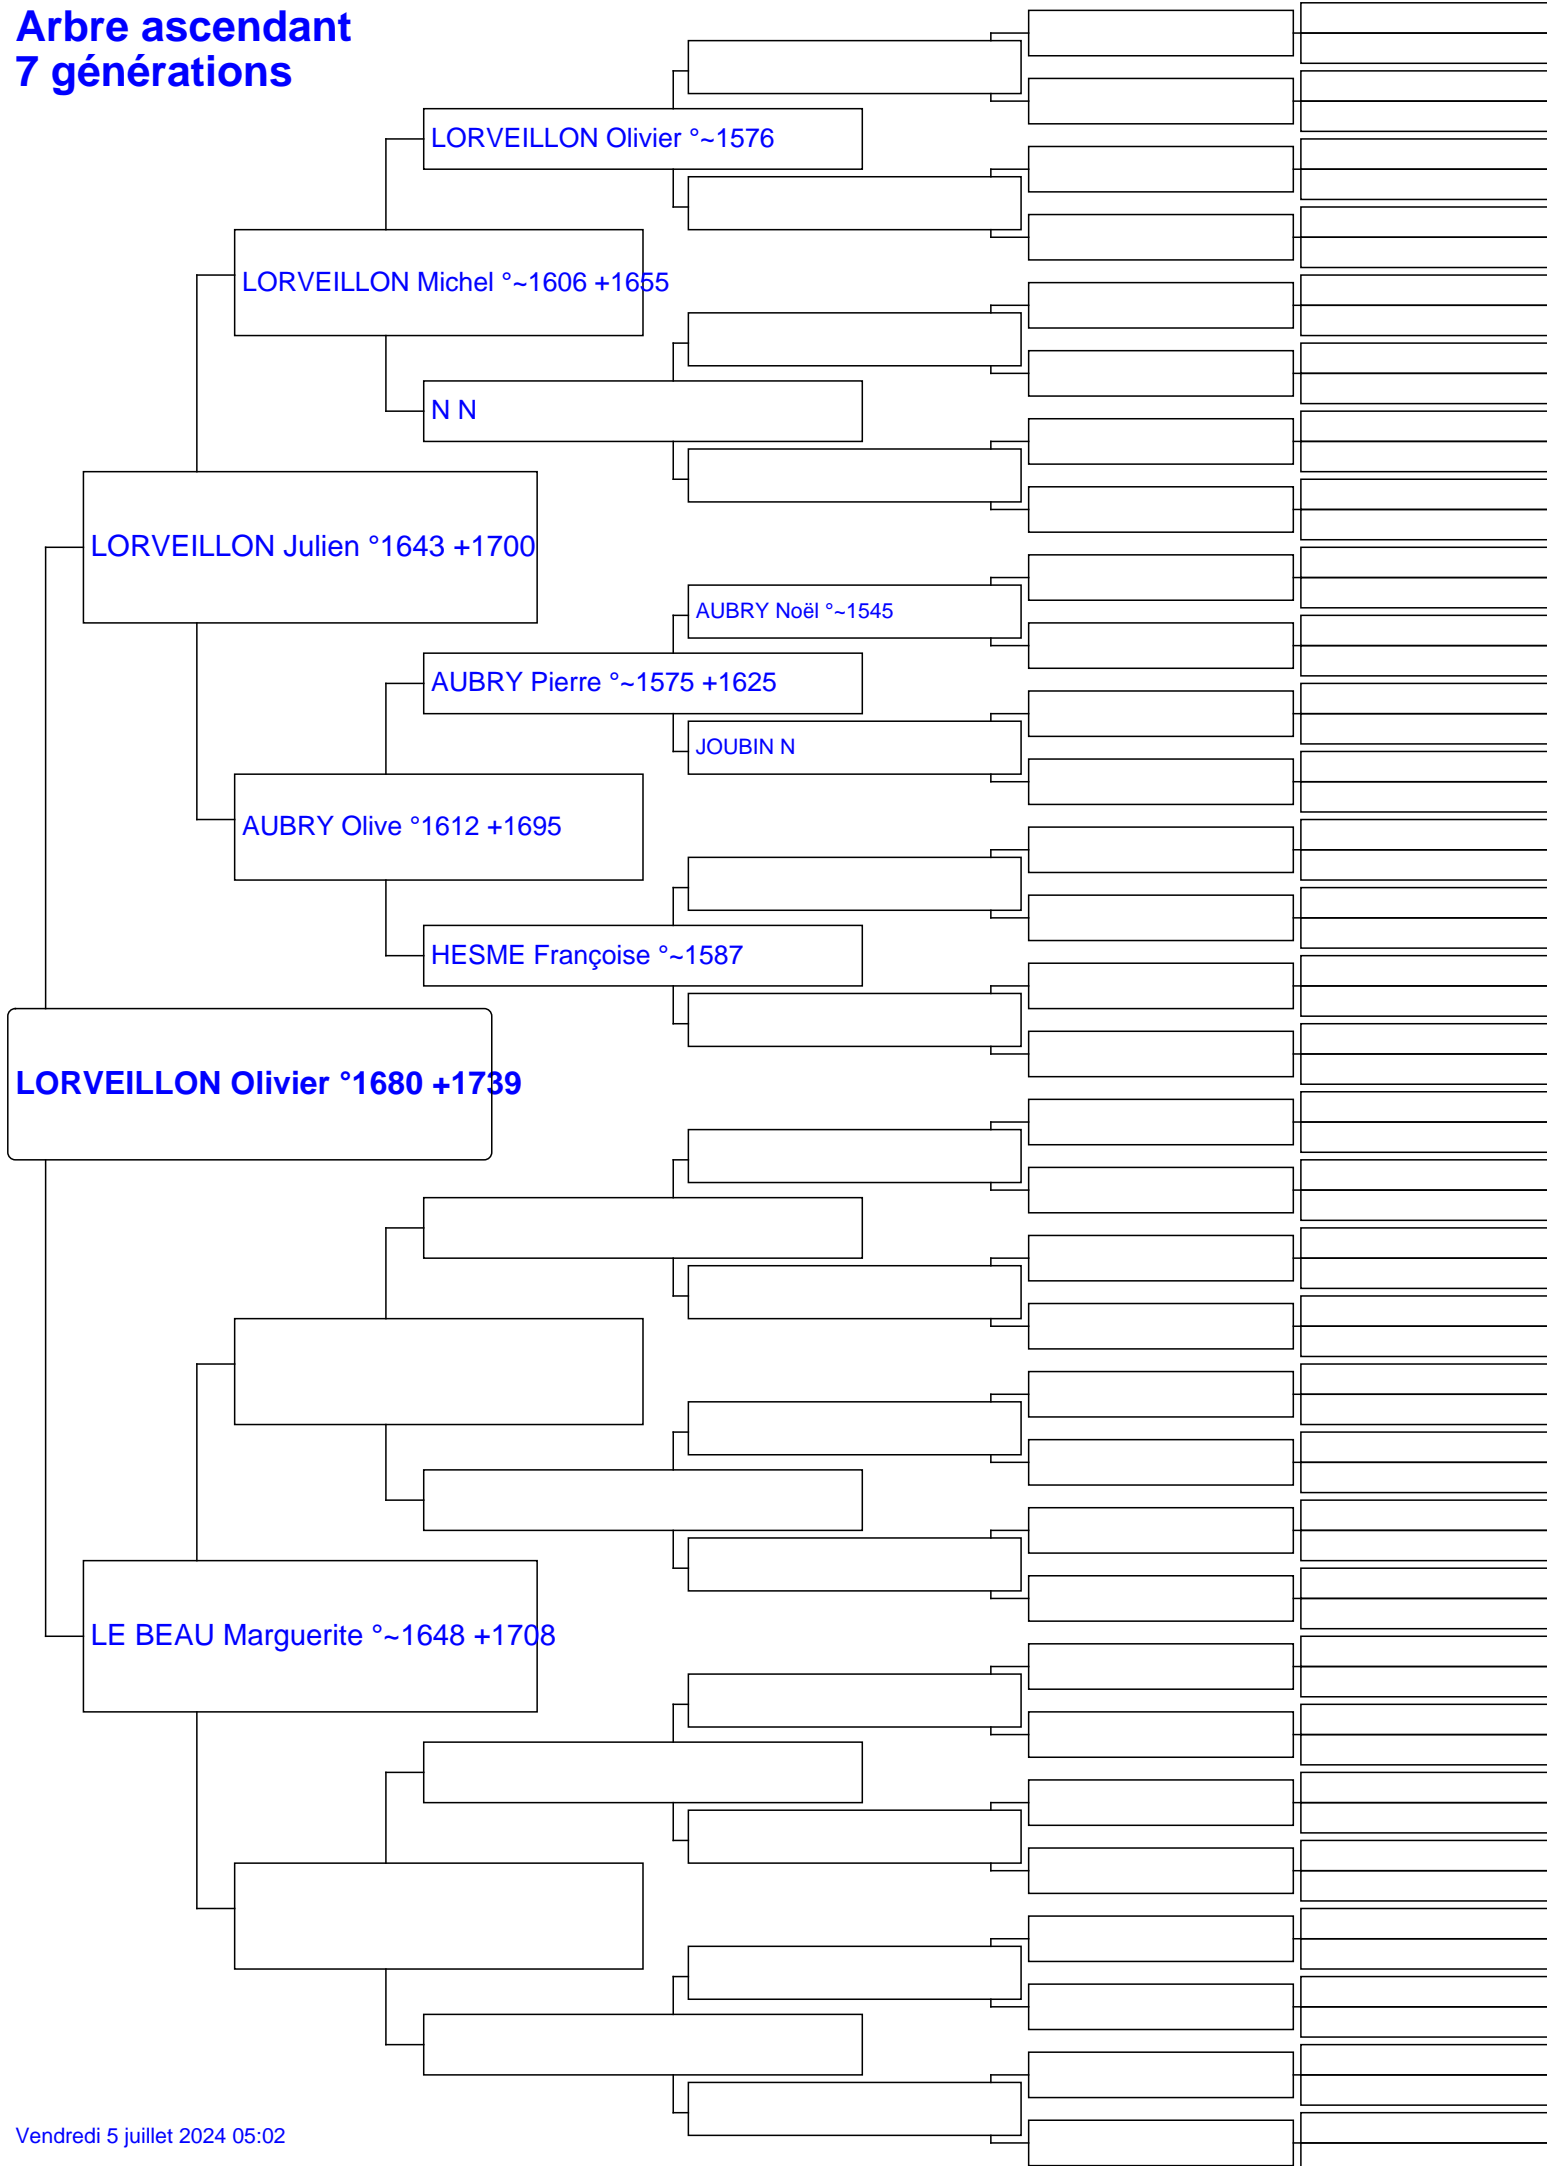 Arbre ascendant
7 générations
LORVEILLON Olivier °~1576
LORVEILLON Michel °~1606 +1655
N N
LORVEILLON Julien °1643 +1700
AUBRY Noël °~1545
AUBRY Pierre °~1575 +1625
JOUBIN N
AUBRY Olive °1612 +1695
HESME Françoise °~1587
LORVEILLON Olivier °1680 +1739
LE BEAU Marguerite °~1648 +1708
Vendredi 5 juillet 2024 05:02